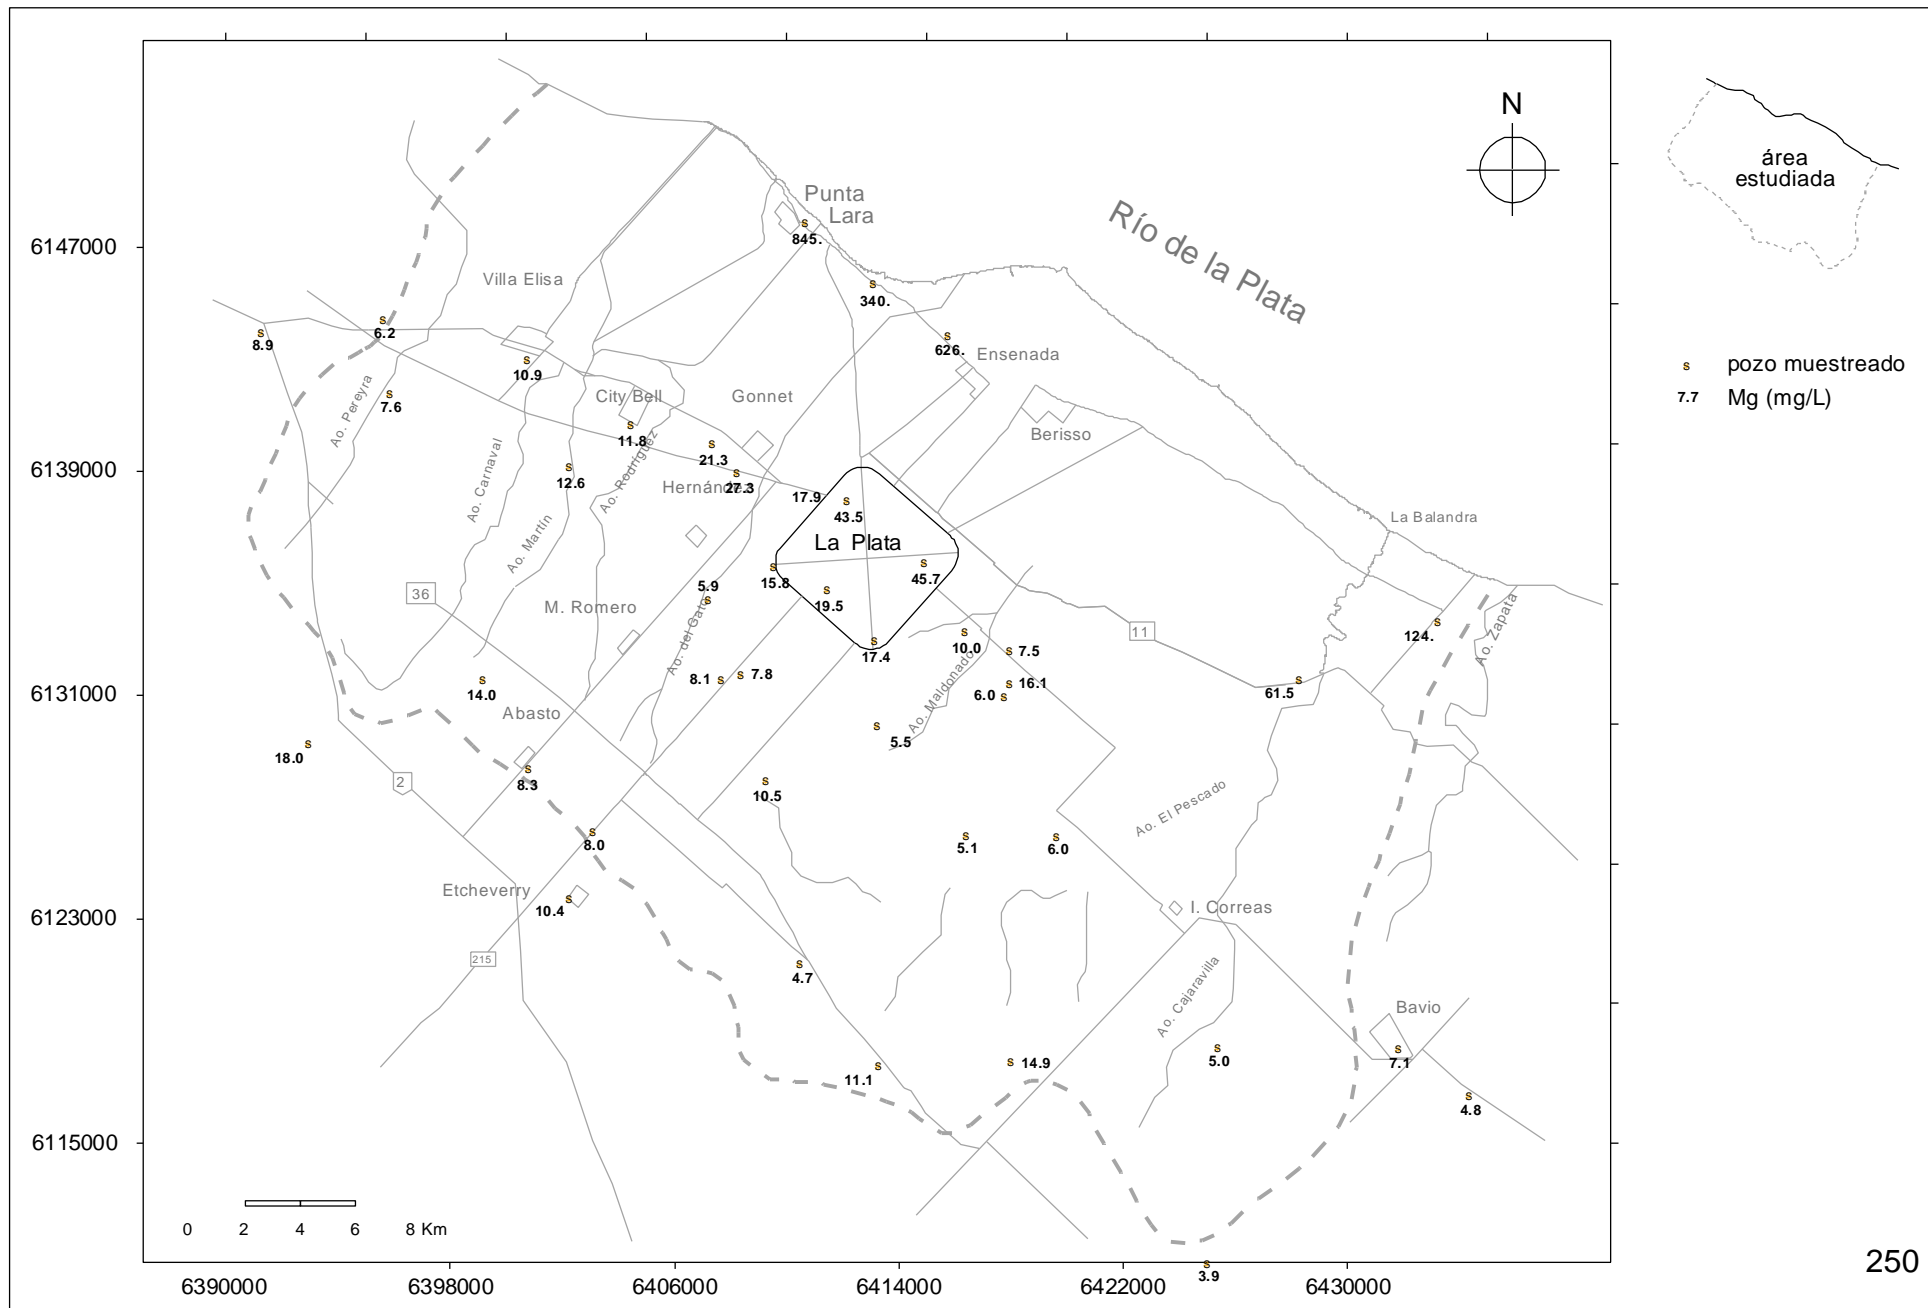 N
Punta
Lara
Río de la Plata
área
estudiada
6147000
845.
Villa Elisa
340.
6.2
8.9
626.
Ensenada
s pozo muestreado
7.7 Mg (mg/L)
10.9
Ao. Pereyra
7.6
City Bell
Gonnet
11.8
21.3
Berisso
6139000
Ao. Carnaval
12.6
Ao. Rodríguez
Hernández
27.3
17.9
43.5
La Balandra
Ao. Martín
La Plata
15.8
45.7
36
5.9
M. Romero
19.5
Ao. del Gato
11
124.
Ao. Zapata
17.4
10.0
7.5
6131000
14.0
8.1
7.8
6.0
16.1
61.5
Abasto
Ao. Maldonado
5.5
18.0
2
8.3
10.5
Ao. El Pescado
8.0
5.1
6.0
Etcheverry
10.4
I. Correas
6123000
215
4.7
Ao. Cajaravilla
Bavio
11.1
14.9
5.0
7.1
4.8
6115000
0 2 4 6 8 Km
3.9
250
6390000 6398000 6406000 6414000 6422000 6430000